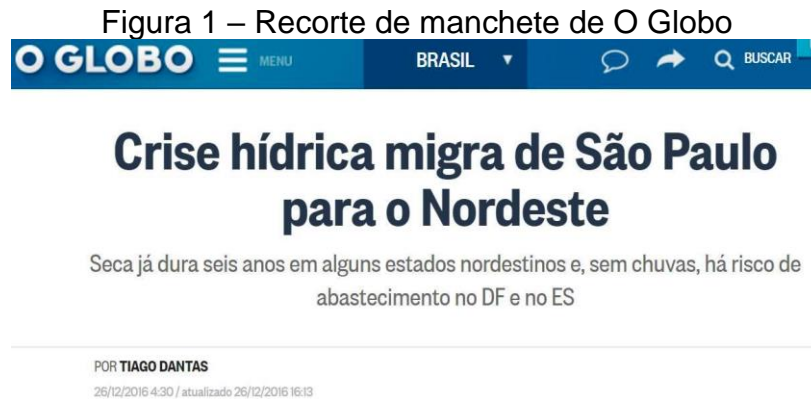 Figura 1 – Recorte de manchete de O Globo
O GLOBO MENU BRASIL BUSCAR
Crise hídrica migra de São Paulo
para o Nordeste
Seca já dura seis anos em alguns estados nordestinos e, sem chuvas, há risco de
abastecimento no DF e no ES
POR TIAGO DANTAS
26/12/2016 4:30 / atualizado 26/12/2016 16:13